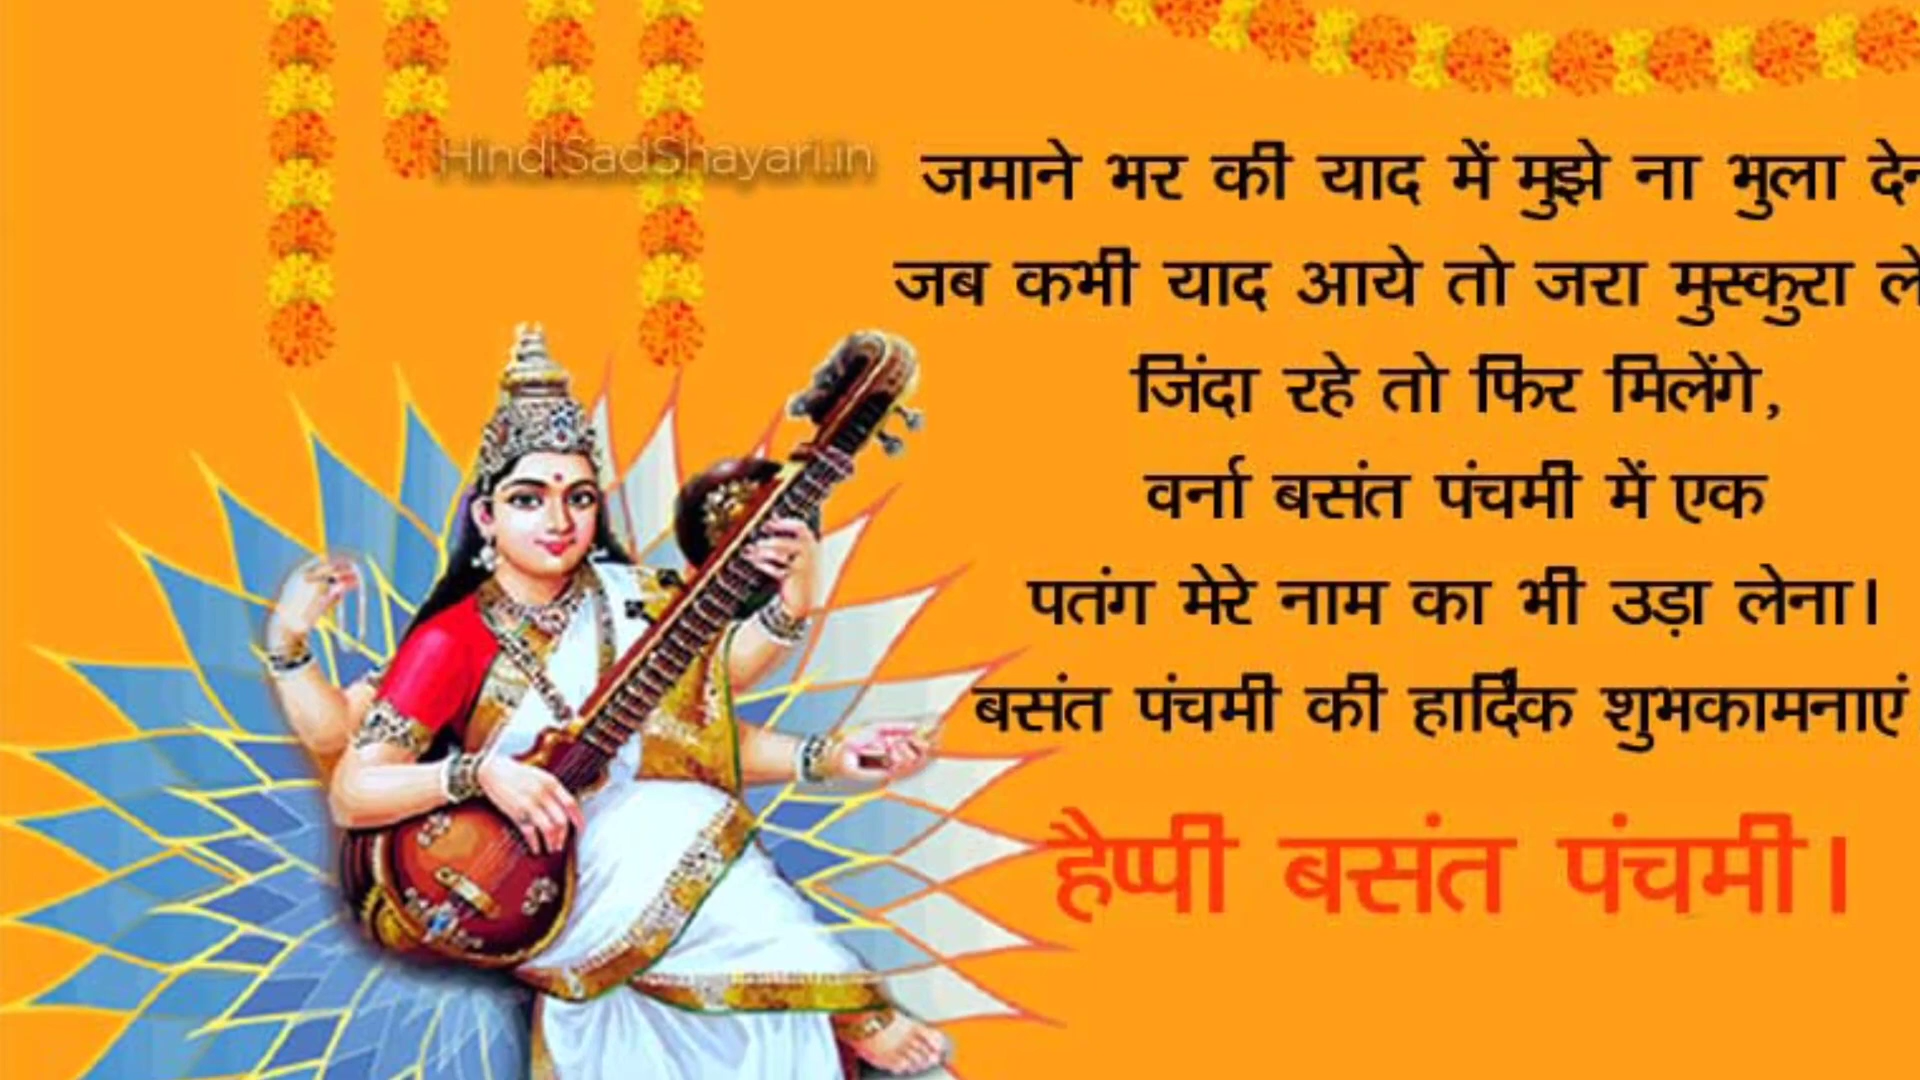 HindiSadShayari.in
जमाने भर की याद में मुझे ना भुला
जब कभी याद आये तो जरा मुस्कुरा
जिंदा रहे तो फिर मिलेंगे,
वर्ना बसंत पंचमी में एक
पतंग मेरे नाम का भी उड़ा लेना।
बसंत पंचमी की हार्दिक शुभकामनाएं
हैप्पी बसंत पंचमी।